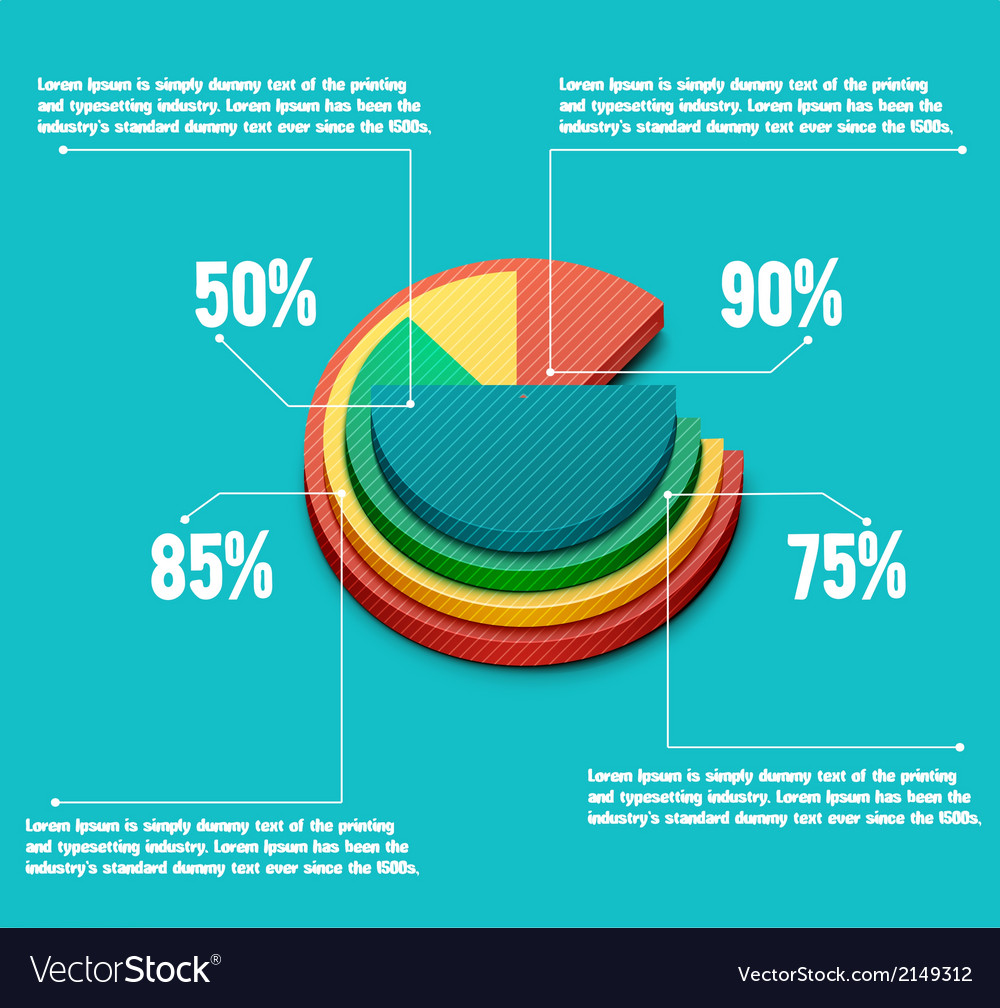 Lorem Ipsum is simply dummy text of the printing
and typesetting industry. Lorem Ipsum has been the
industry's standard dummy text ever since the 1500s,
Lorem Ipsum is simply dummy text of the printing
and typesetting industry. Lorem Ipsum has been the
industry's standard dummy text ever since the 1500s,
50%
90%
85%
75%
Lorem Ipsum is simply dummy text of the printing
and typesetting industry. Lorem Ipsum has been the
industry's standard dummy text ever since the 1500s,
Lorem Ipsum is simply dummy text of the printing
and typesetting industry. Lorem Ipsum has been the
industry's standard dummy text ever since the 1500s,
VectorStock®
VectorStock.com/2149312